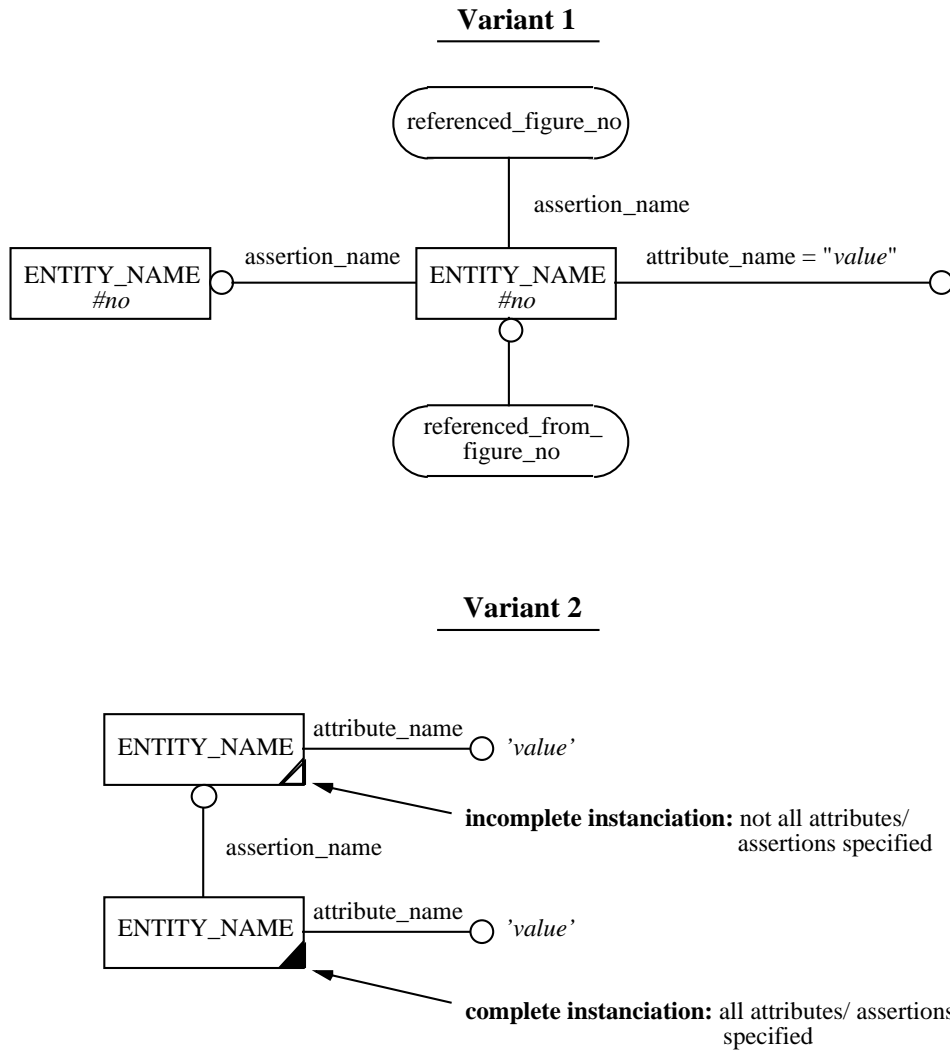 Variant 1
referenced_figure_no
assertion_name
assertion_name
attribute_name = "value"
ENTITY_NAME
#no
ENTITY_NAME
#no
referenced_from_
figure_no
Variant 2
attribute_name
ENTITY_NAME
’value’
incomplete instanciation: not all attributes/
assertions specified
assertion_name
attribute_name
ENTITY_NAME
’value’
complete instanciation: all attributes/ assertions
specified